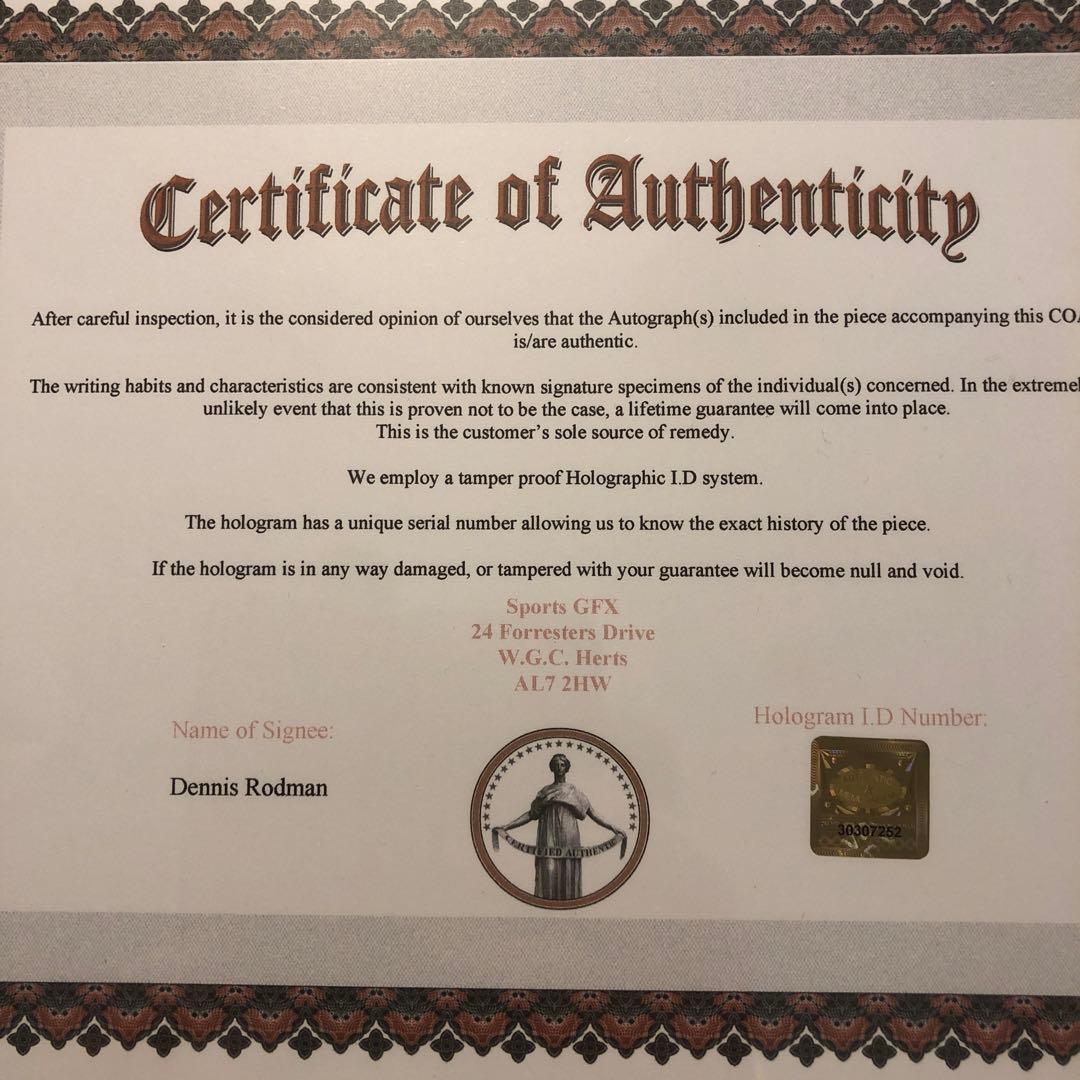 Certificate of Authenticity
After careful inspection, it is the considered opinion of ourselves that the Autograph(s) included in the piece accompanying this CO
is/are authentic.
The writing habits and characteristics are consistent with known signature specimens of the individual(s) concerned. In the extremel
unlikely event that this is proven not to be the case, a lifetime guarantee will come into place.
This is the customer’s sole source of remedy.
We employ a tamper proof Holographic I.D system.
The hologram has a unique serial number allowing us to know the exact history of the piece.
If the hologram is in any way damaged, or tampered with your guarantee will become null and void.
Sports GFX
24 Forresters Drive
W.G.C. Herts
AL7 2HW
Name of Signee:
Hologram I.D Number:
Dennis Rodman
CERTIFIED AUTHENTIC
AUTHENTIC
30307252